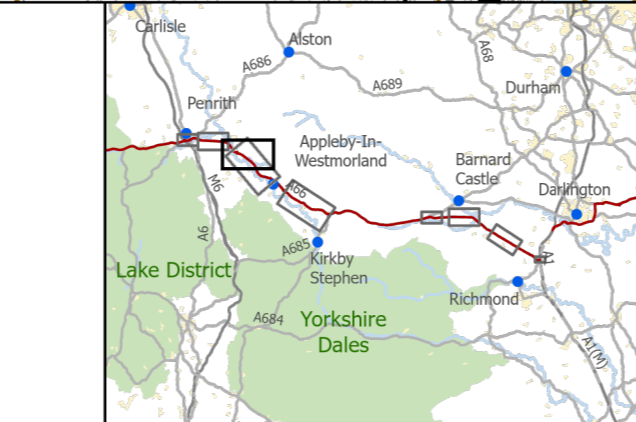 Carlisle
Alston
A68
A686
A689
Durham
Penrith
Appleby-In-
Westmorland
Barnard
Castle
Darlington
A66
M6
A6
A685
Kirkby
Stephen
A1
Lake District
Richmond
A684
Yorkshire
Dales
A1(M)